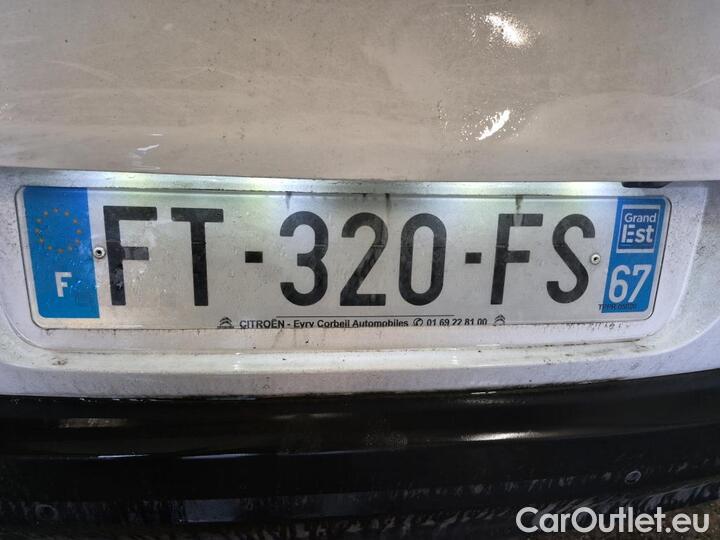 F
FT-320-FS
Grand
Est
67
CITROËN - Evry Corbeil Automobiles ✆ 01 69 22 81 00
CarOutlet.eu